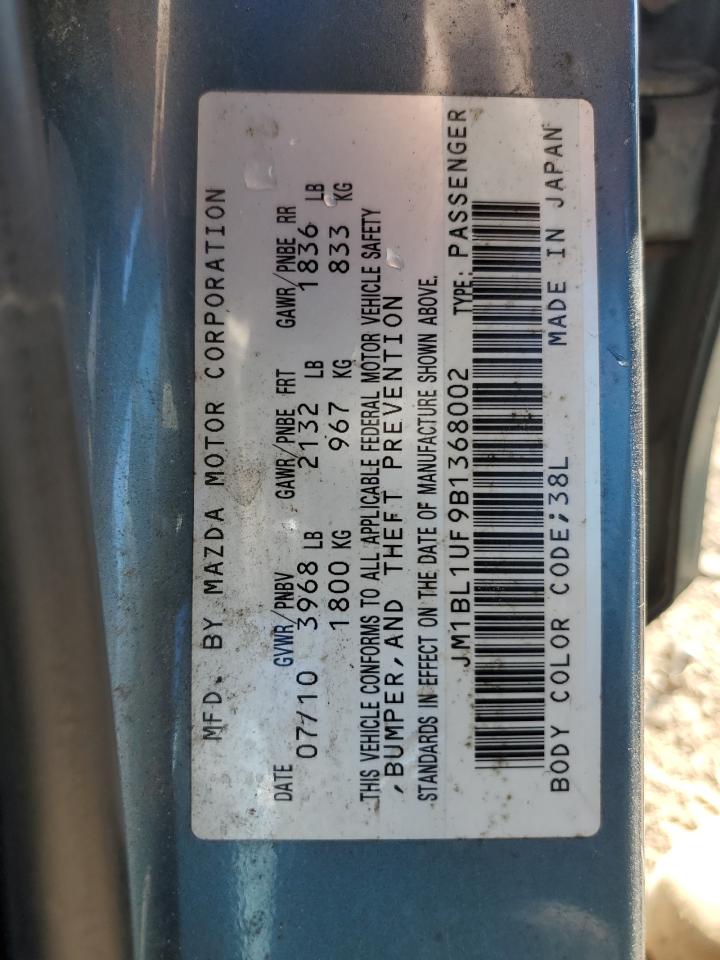 MFD. BY MAZDA MOTOR CORPORATION
DATE GVWR/PNBV GAWR/PNBE FRT GAWR/PNBE RR
07/10 3968 LB 2132 LB 1836 LB
1800 KG 967 KG 833 KG
THIS VEHICLE CONFORMS TO ALL APPLICABLE FEDERAL MOTOR VEHICLE SAFETY
,BUMPER,AND THEFT PREVENTION
STANDARDS IN EFFECT ON THE DATE OF MANUFACTURE SHOWN ABOVE.
JM1BL1UF9B1368002 TYPE: PASSENGER
BODY COLOR CODE;38L MADE IN JAPAN